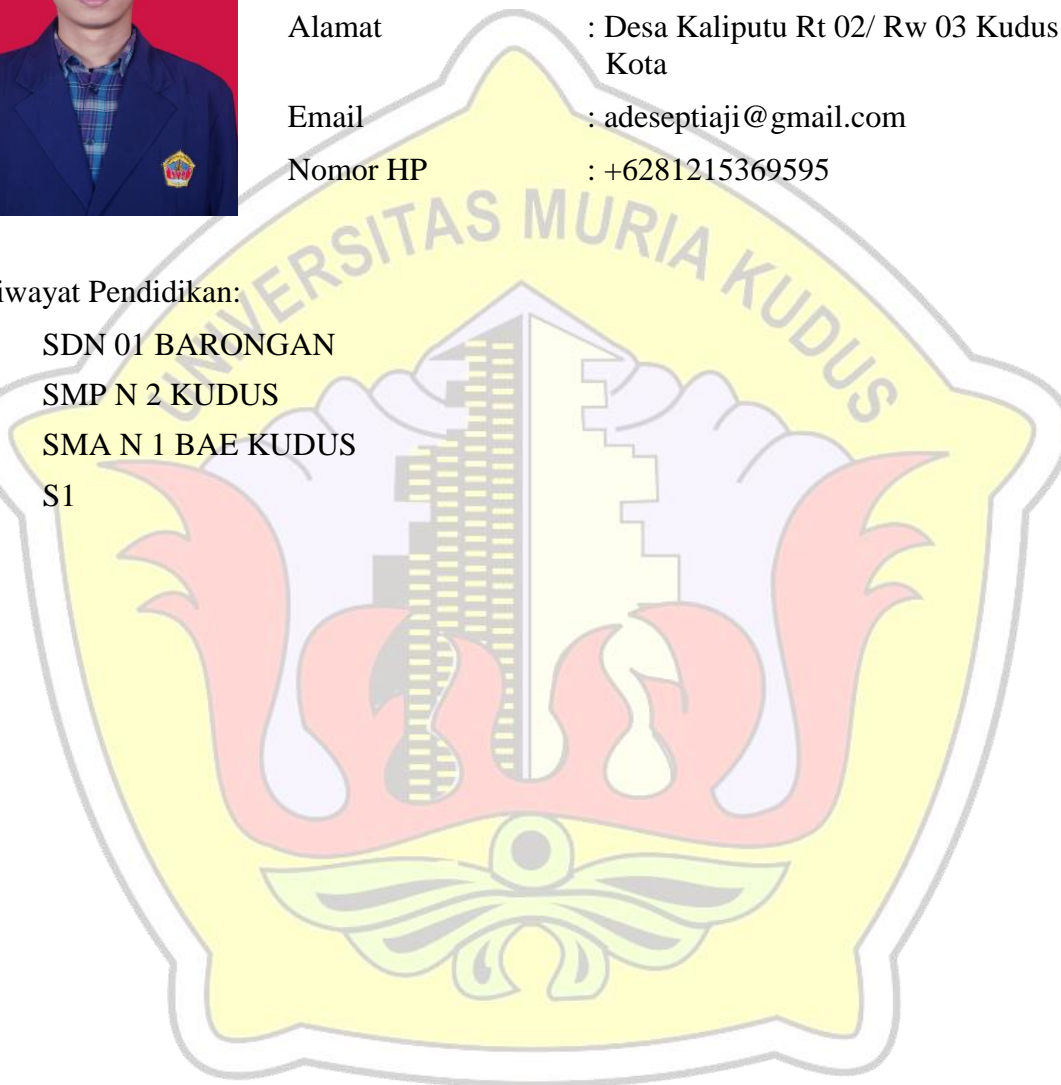 Alamat : Desa Kaliputu Rt 02/ Rw 03 Kudus
Kota
Email : adeseptiaji@gmail.com
Nomor HP : +6281215369595
UNIVERSITAS MURIA KUDUS
iwayat Pendidikan:
SDN 01 BARONGAN
SMP N 2 KUDUS
SMA N 1 BAE KUDUS
S1